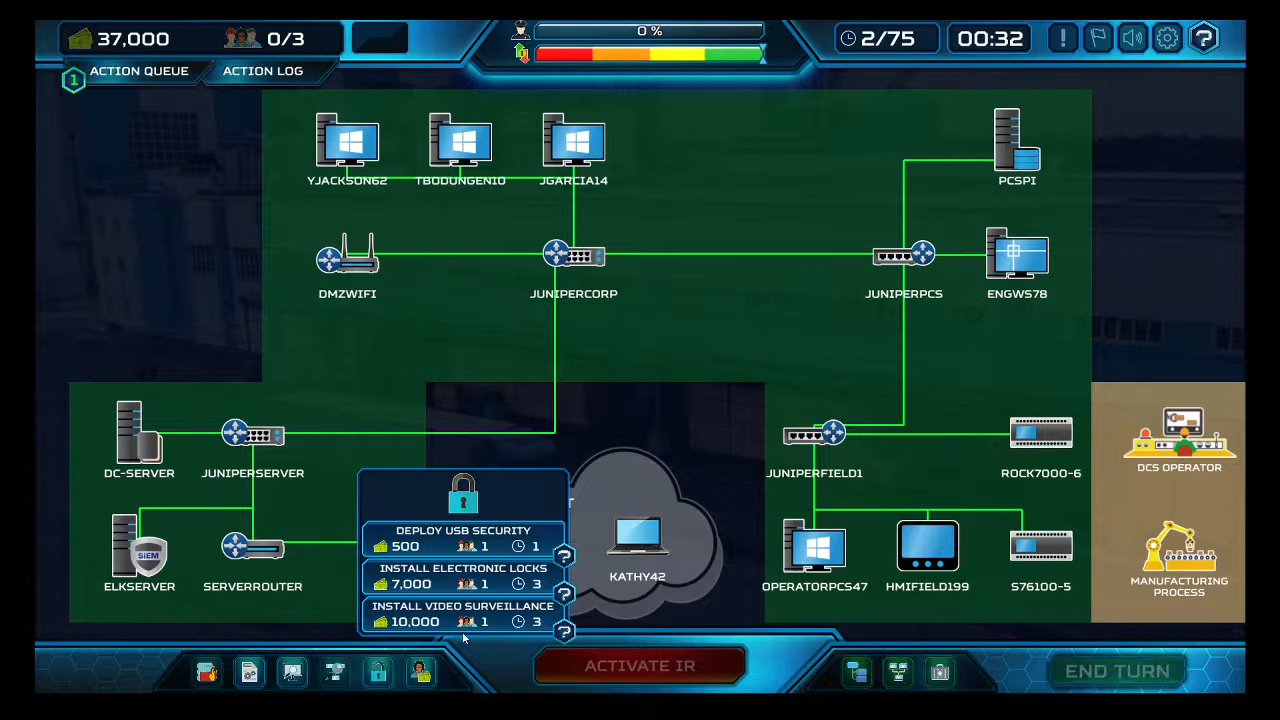 37,000
0/3
0 %
2/75
00:32
!
?
1
ACTION QUEUE
ACTION LOG
YJACKSON62
TBODUNGEN10
JGARCIA14
PCSPI
DMZWIFI
JUNIPERCORP
JUNIPERPCS
ENGWS78
DC-SERVER
JUNIPERSERVER
JUNIPERFIELD1
ROCK7000-6
DCS OPERATOR
SIEM
ELKSERVER
SERVERROUTER
DEPLOY USB SECURITY
500 1 1 ?
INSTALL ELECTRONIC LOCKS
7,000 1 3 ?
INSTALL VIDEO SURVEILLANCE
10,000 1 3 ?
T
KATHY42
OPERATORPCS47
HMIFIELD199
S76100-5
MANUFACTURING
PROCESS
ACTIVATE IR
END TURN